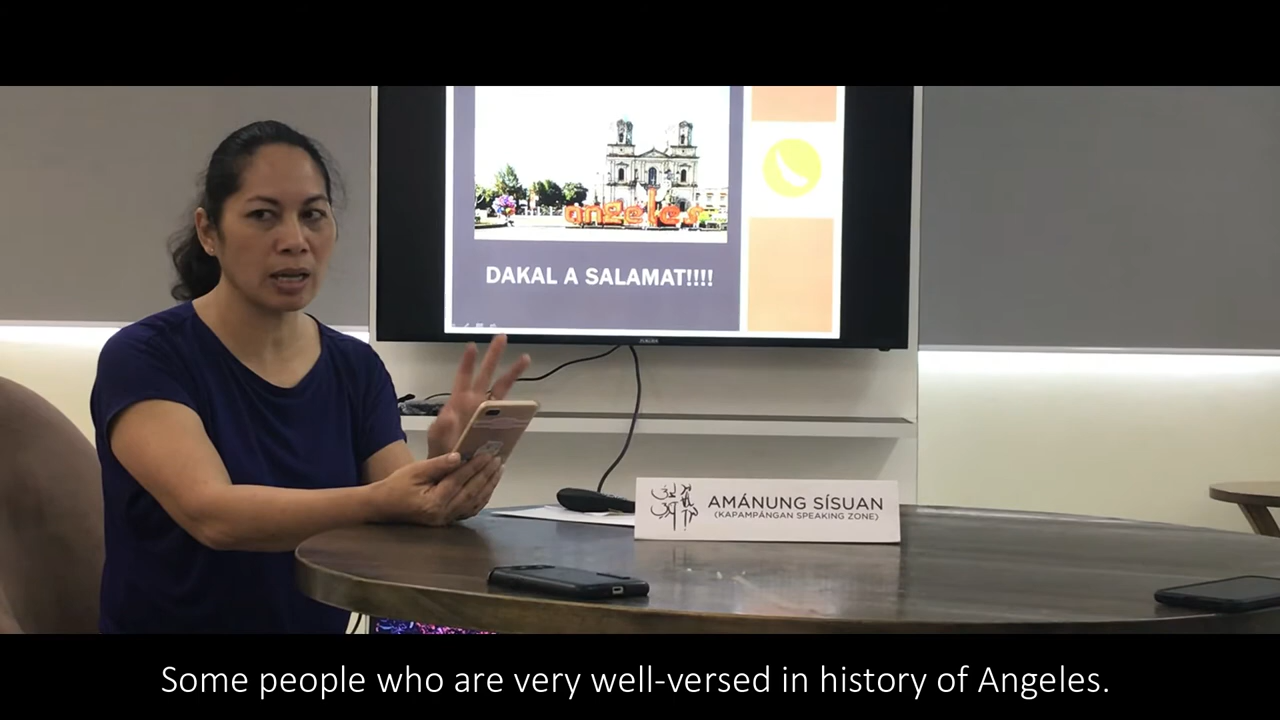 angeles
DAKAL A SALAMAT!!!!
AMÁNUNG SÍSUAN
(KAPAMPÁNGAN SPEAKING ZONE)
Some people who are very well-versed in history of Angeles.